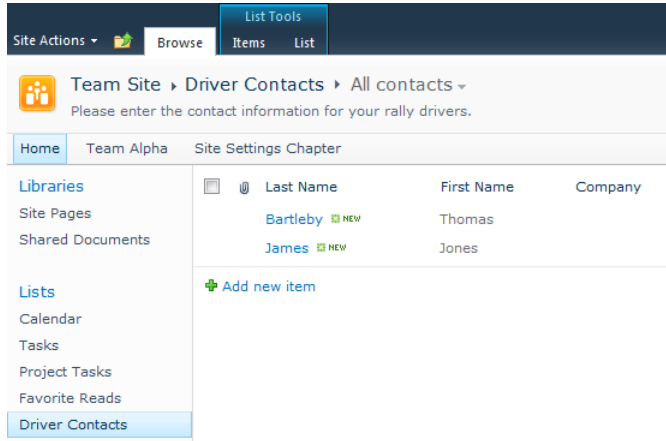 List Tools
Site Actions Browse Items List
Team Site Driver Contacts All contacts
Please enter the contact information for your rally drivers.
Home Team Alpha Site Settings Chapter
Libraries
Site Pages
Shared Documents
Lists
Calendar
Tasks
Project Tasks
Favorite Reads
Driver Contacts
Last Name First Name Company
Bartleby NEW Thomas
James NEW Jones
Add new item